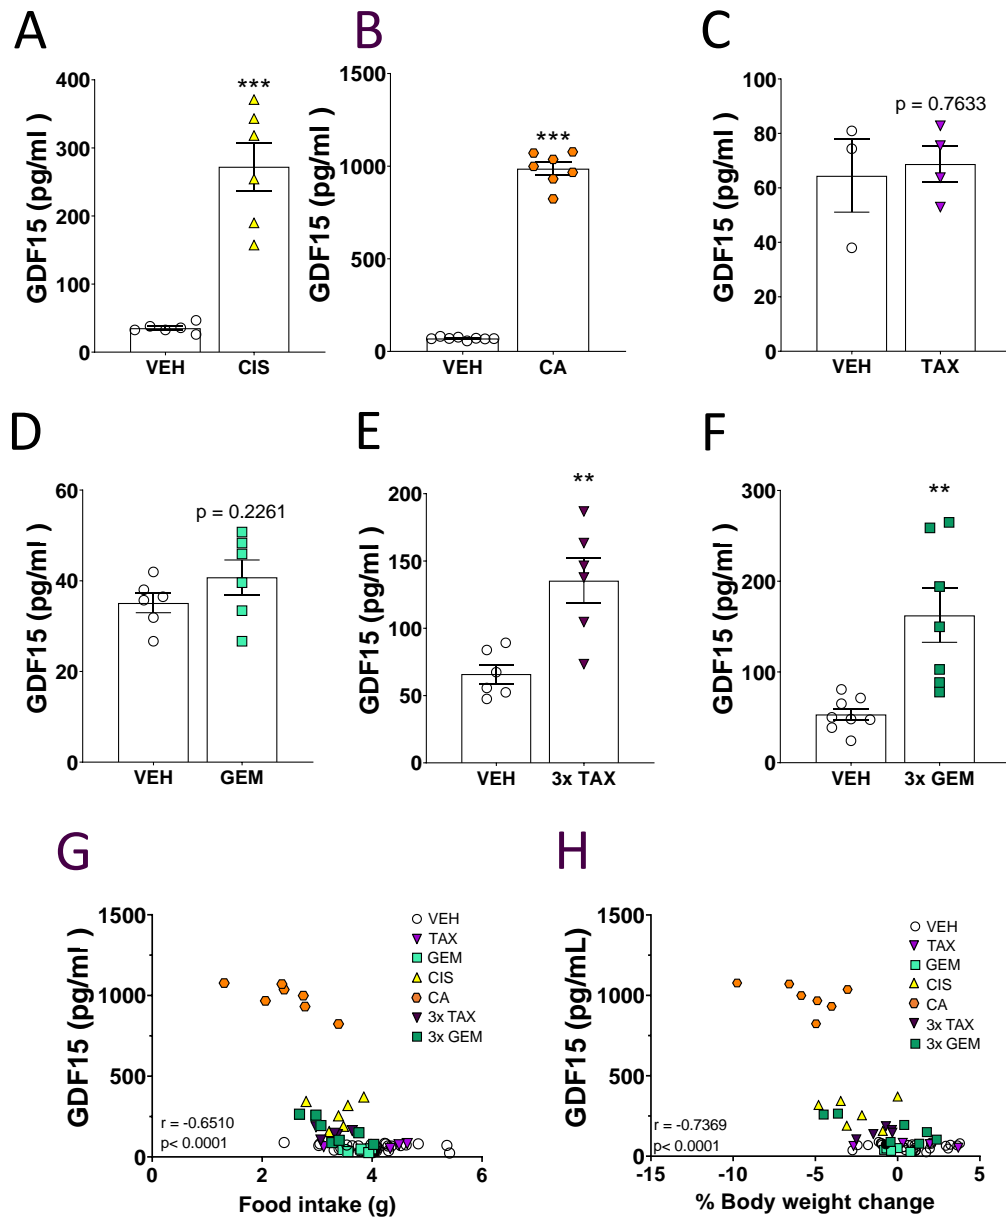 A
B
C
GDF15 (pg/ml )
400
300
200
100
0
***
VEH CIS
GDF15 (pg/ml )
1500
1000
500
0
***
VEH CA
GDF15 (pg/ml )
100
80
60
40
20
0
p = 0.7633
VEH TAX
D
E
F
GDF15 (pg/ml )
60
40
20
0
p = 0.2261
VEH GEM
GDF15 (pg/ml )
200
150
100
50
0
**
VEH 3x TAX
GDF15 (pg/ml )
300
200
100
0
**
VEH 3x GEM
G
H
GDF15 (pg/ml )
1500
1000
500
0
VEH
TAX
GEM
CIS
CA
3x TAX
3x GEM
r = -0.6510
p< 0.0001
0 2 4 6
Food intake (g)
GDF15 (pg/mL)
1500
1000
500
0
VEH
TAX
GEM
CIS
CA
3x TAX
3x GEM
r = -0.7369
p< 0.0001
-15 -10 -5 0 5
% Body weight change